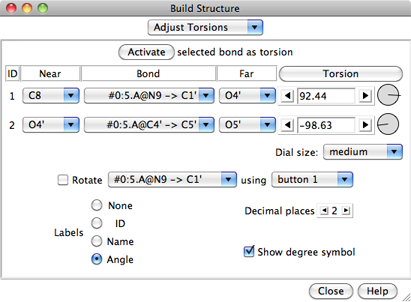 Build Structure
Adjust Torsions
Activate selected bond as torsion
ID Near Bond Far Torsion
1 C8 #0:5.A@N9 -> C1' O4' 92.44
2 O4' #0:5.A@C4' -> C5' O5' -98.63
Dial size: medium
Rotate #0:5.A@N9 -> C1' using button 1
None
Decimal places 2
ID
Labels
Name
Show degree symbol
Angle
Close Help